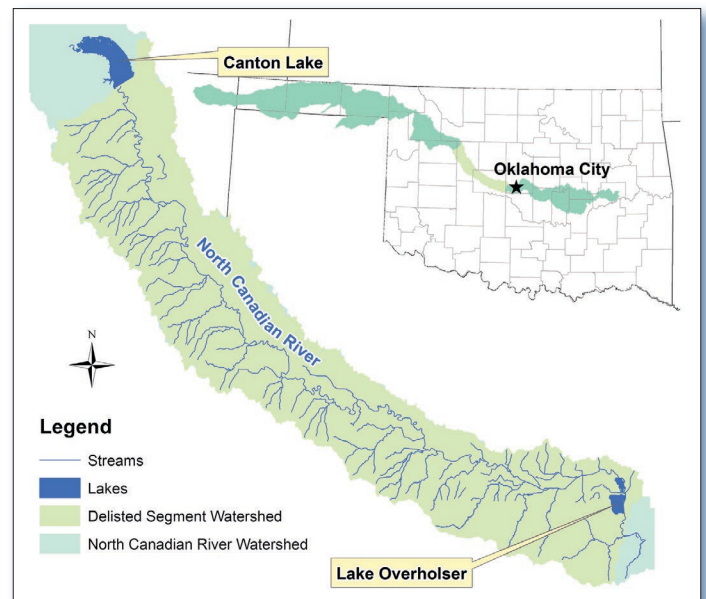 Canton Lake
Oklahoma City
North Canadian River
N
Legend
Streams
Lakes
Delisted Segment Watershed
North Canadian River Watershed
Lake Overholser